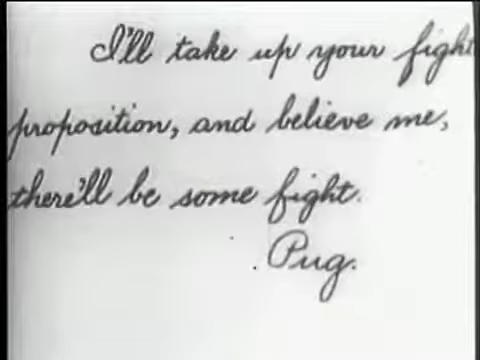 I'll take up your fight
proposition, and believe me,
there'll be some fight.
Pug.